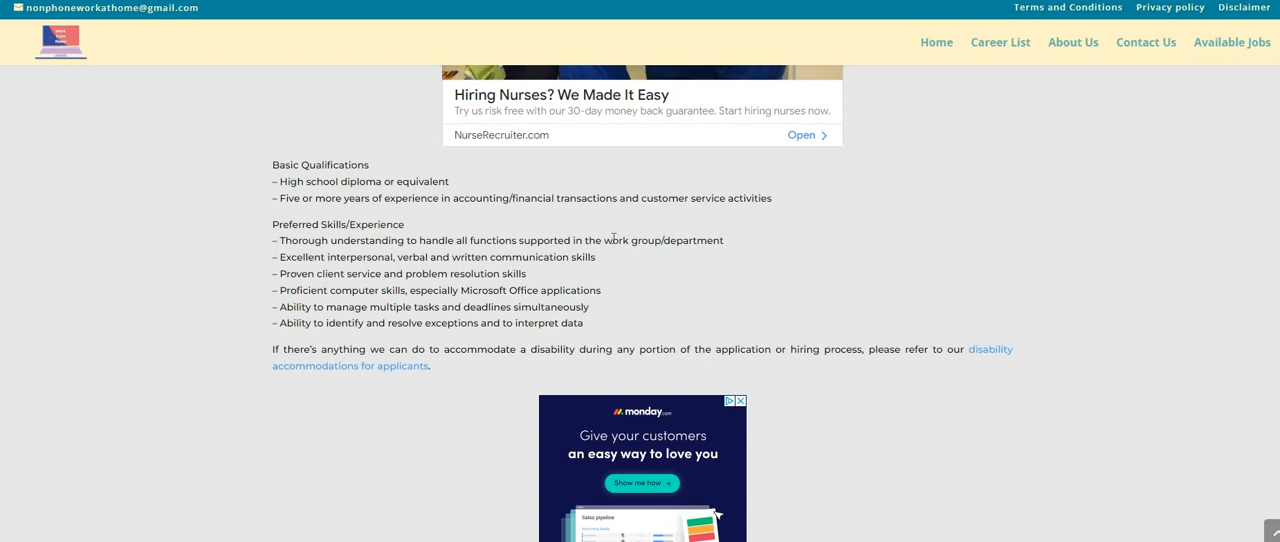 nonphoneworkathome@gmail.com
Terms and Conditions Privacy policy Disclaimer
Work
From
Home
Home Career List About Us Contact Us Available Jobs
Hiring Nurses? We Made It Easy
Try us risk free with our 30-day money back guarantee. Start hiring nurses now.
NurseRecruiter.com Open
Basic Qualifications
– High school diploma or equivalent
– Five or more years of experience in accounting/financial transactions and customer service activities
Preferred Skills/Experience
– Thorough understanding to handle all functions supported in the work group/department
– Excellent interpersonal, verbal and written communication skills
– Proven client service and problem resolution skills
– Proficient computer skills, especially Microsoft Office applications
– Ability to manage multiple tasks and deadlines simultaneously
– Ability to identify and resolve exceptions and to interpret data
If there’s anything we can do to accommodate a disability during any portion of the application or hiring process, please refer to our disability
accommodations for applicants.
monday.com
Give your customers
an easy way to love you
Show me how
Sales pipeline